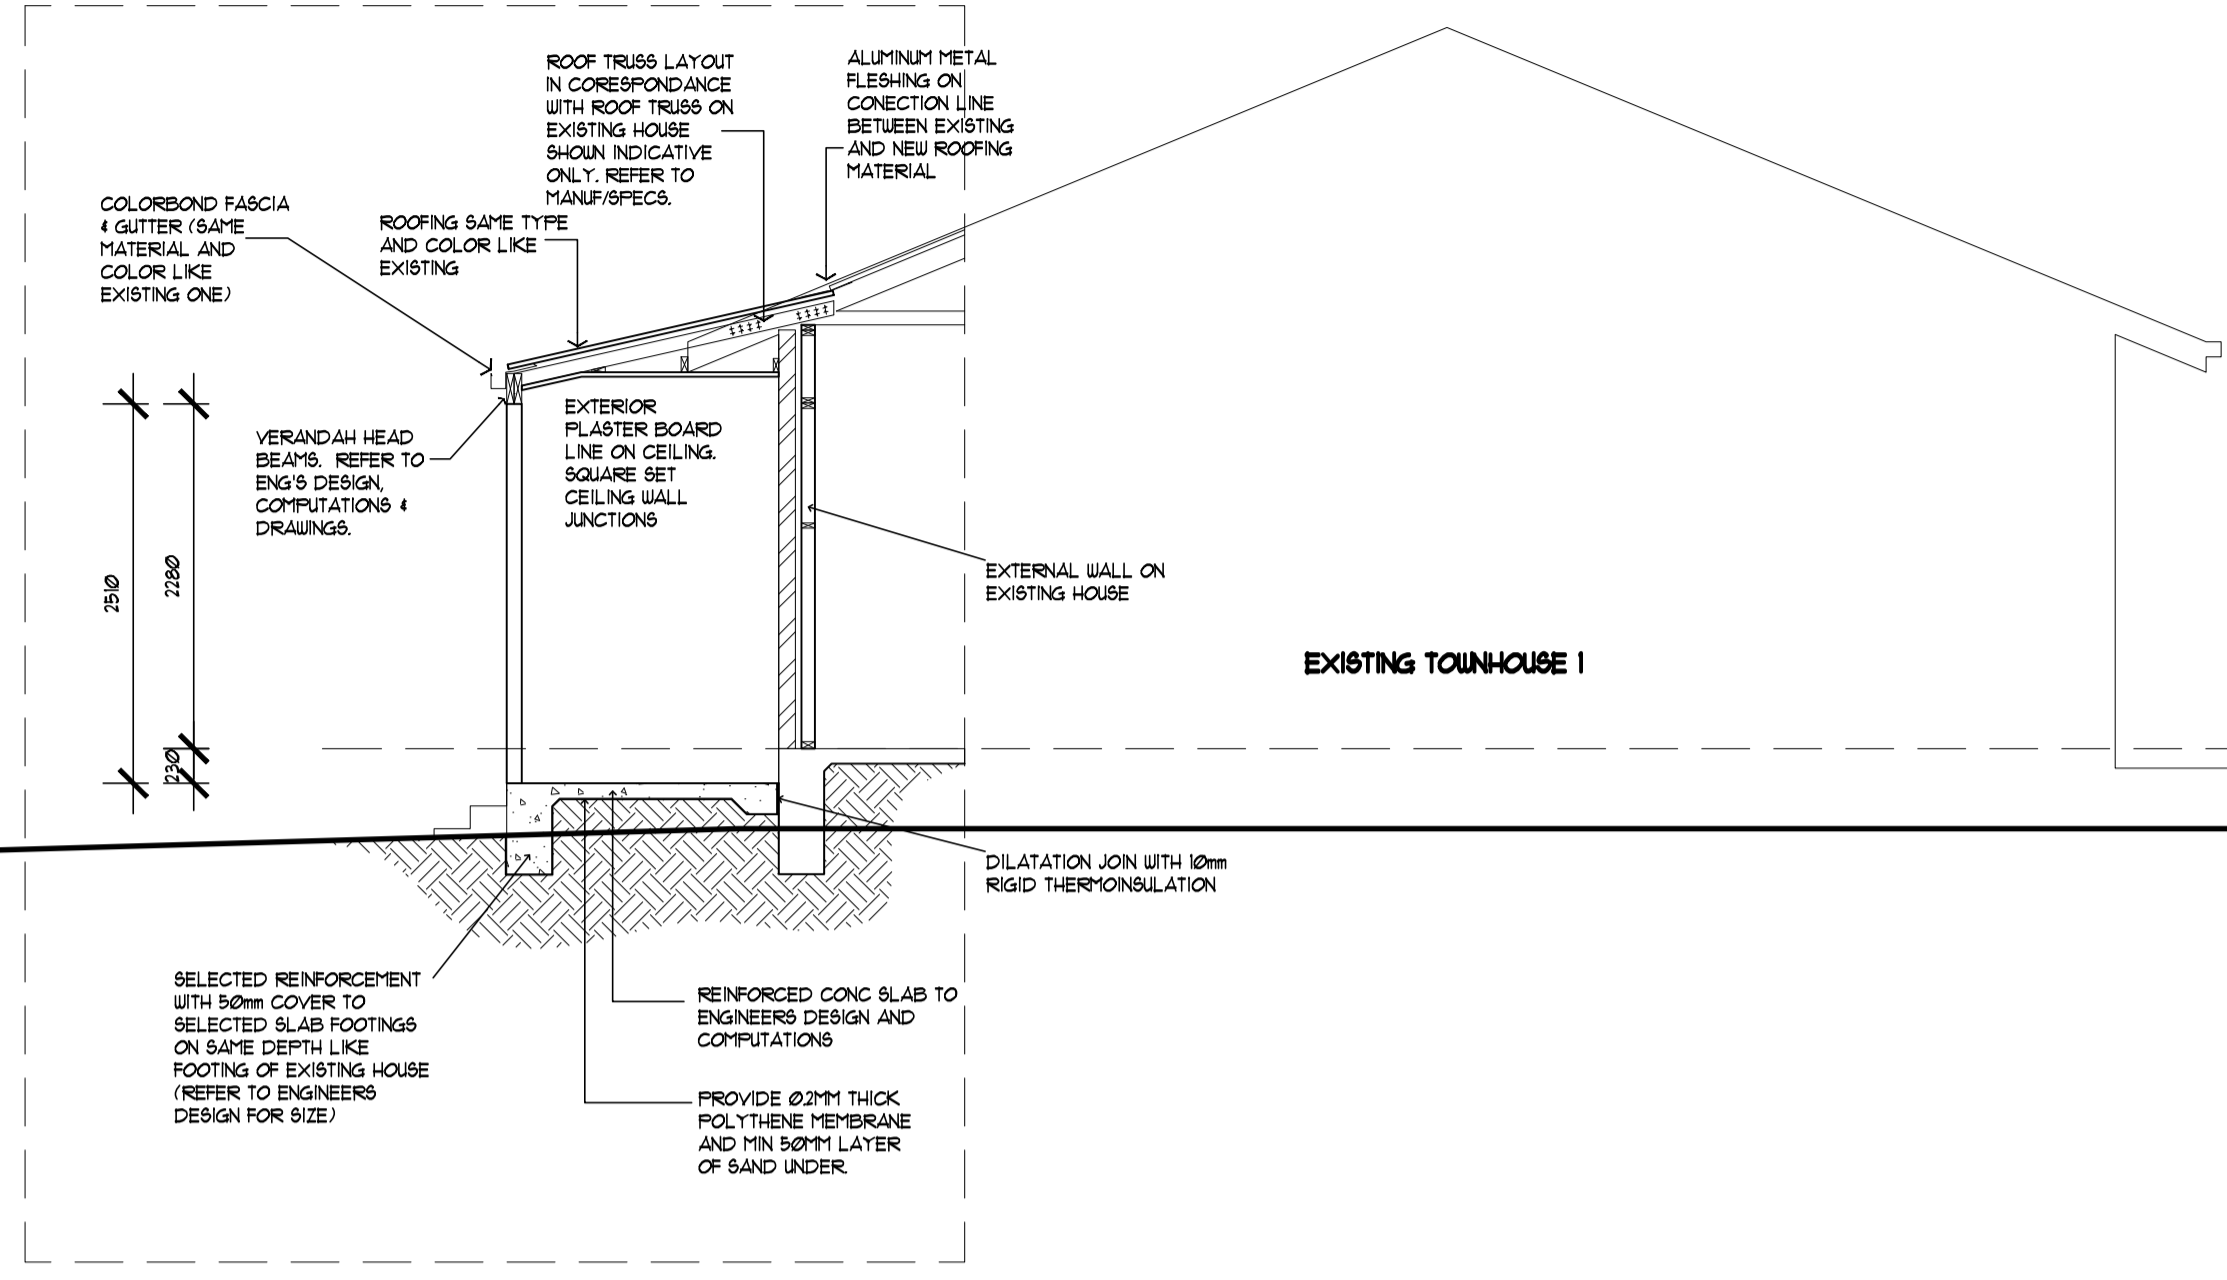 ROOF TRUSS LAYOUT
IN CORESPONDANCE
WITH ROOF TRUSS ON
EXISTING HOUSE
SHOWN INDICATIVE
ONLY. REFER TO
MANUF/SPECS.
ALUMINUM METAL
FLESHING ON
CONECTION LINE
BETWEEN EXISTING
AND NEW ROOFING
MATERIAL
COLORBOND FASCIA
& GUTTER (SAME
MATERIAL AND
COLOR LIKE
EXISTING ONE)
ROOFING SAME TYPE
AND COLOR LIKE
EXISTING
VERANDAH HEAD
BEAMS. REFER TO
ENG'S DESIGN,
COMPUTATIONS &
DRAWINGS.
EXTERIOR
PLASTER BOARD
LINE ON CEILING.
SQUARE SET
CEILING WALL
JUNCTIONS
2510
2280
230
EXTERNAL WALL ON
EXISTING HOUSE
EXISTING TOWNHOUSE 1
DILATATION JOIN WITH 10mm
RIGID THERMOINSULATION
SELECTED REINFORCEMENT
WITH 50mm COVER TO
SELECTED SLAB FOOTINGS
ON SAME DEPTH LIKE
FOOTING OF EXISTING HOUSE
(REFER TO ENGINEERS
DESIGN FOR SIZE)
REINFORCED CONC SLAB TO
ENGINEERS DESIGN AND
COMPUTATIONS
PROVIDE 0.2MM THICK
POLYTHENE MEMBRANE
AND MIN 50MM LAYER
OF SAND UNDER.